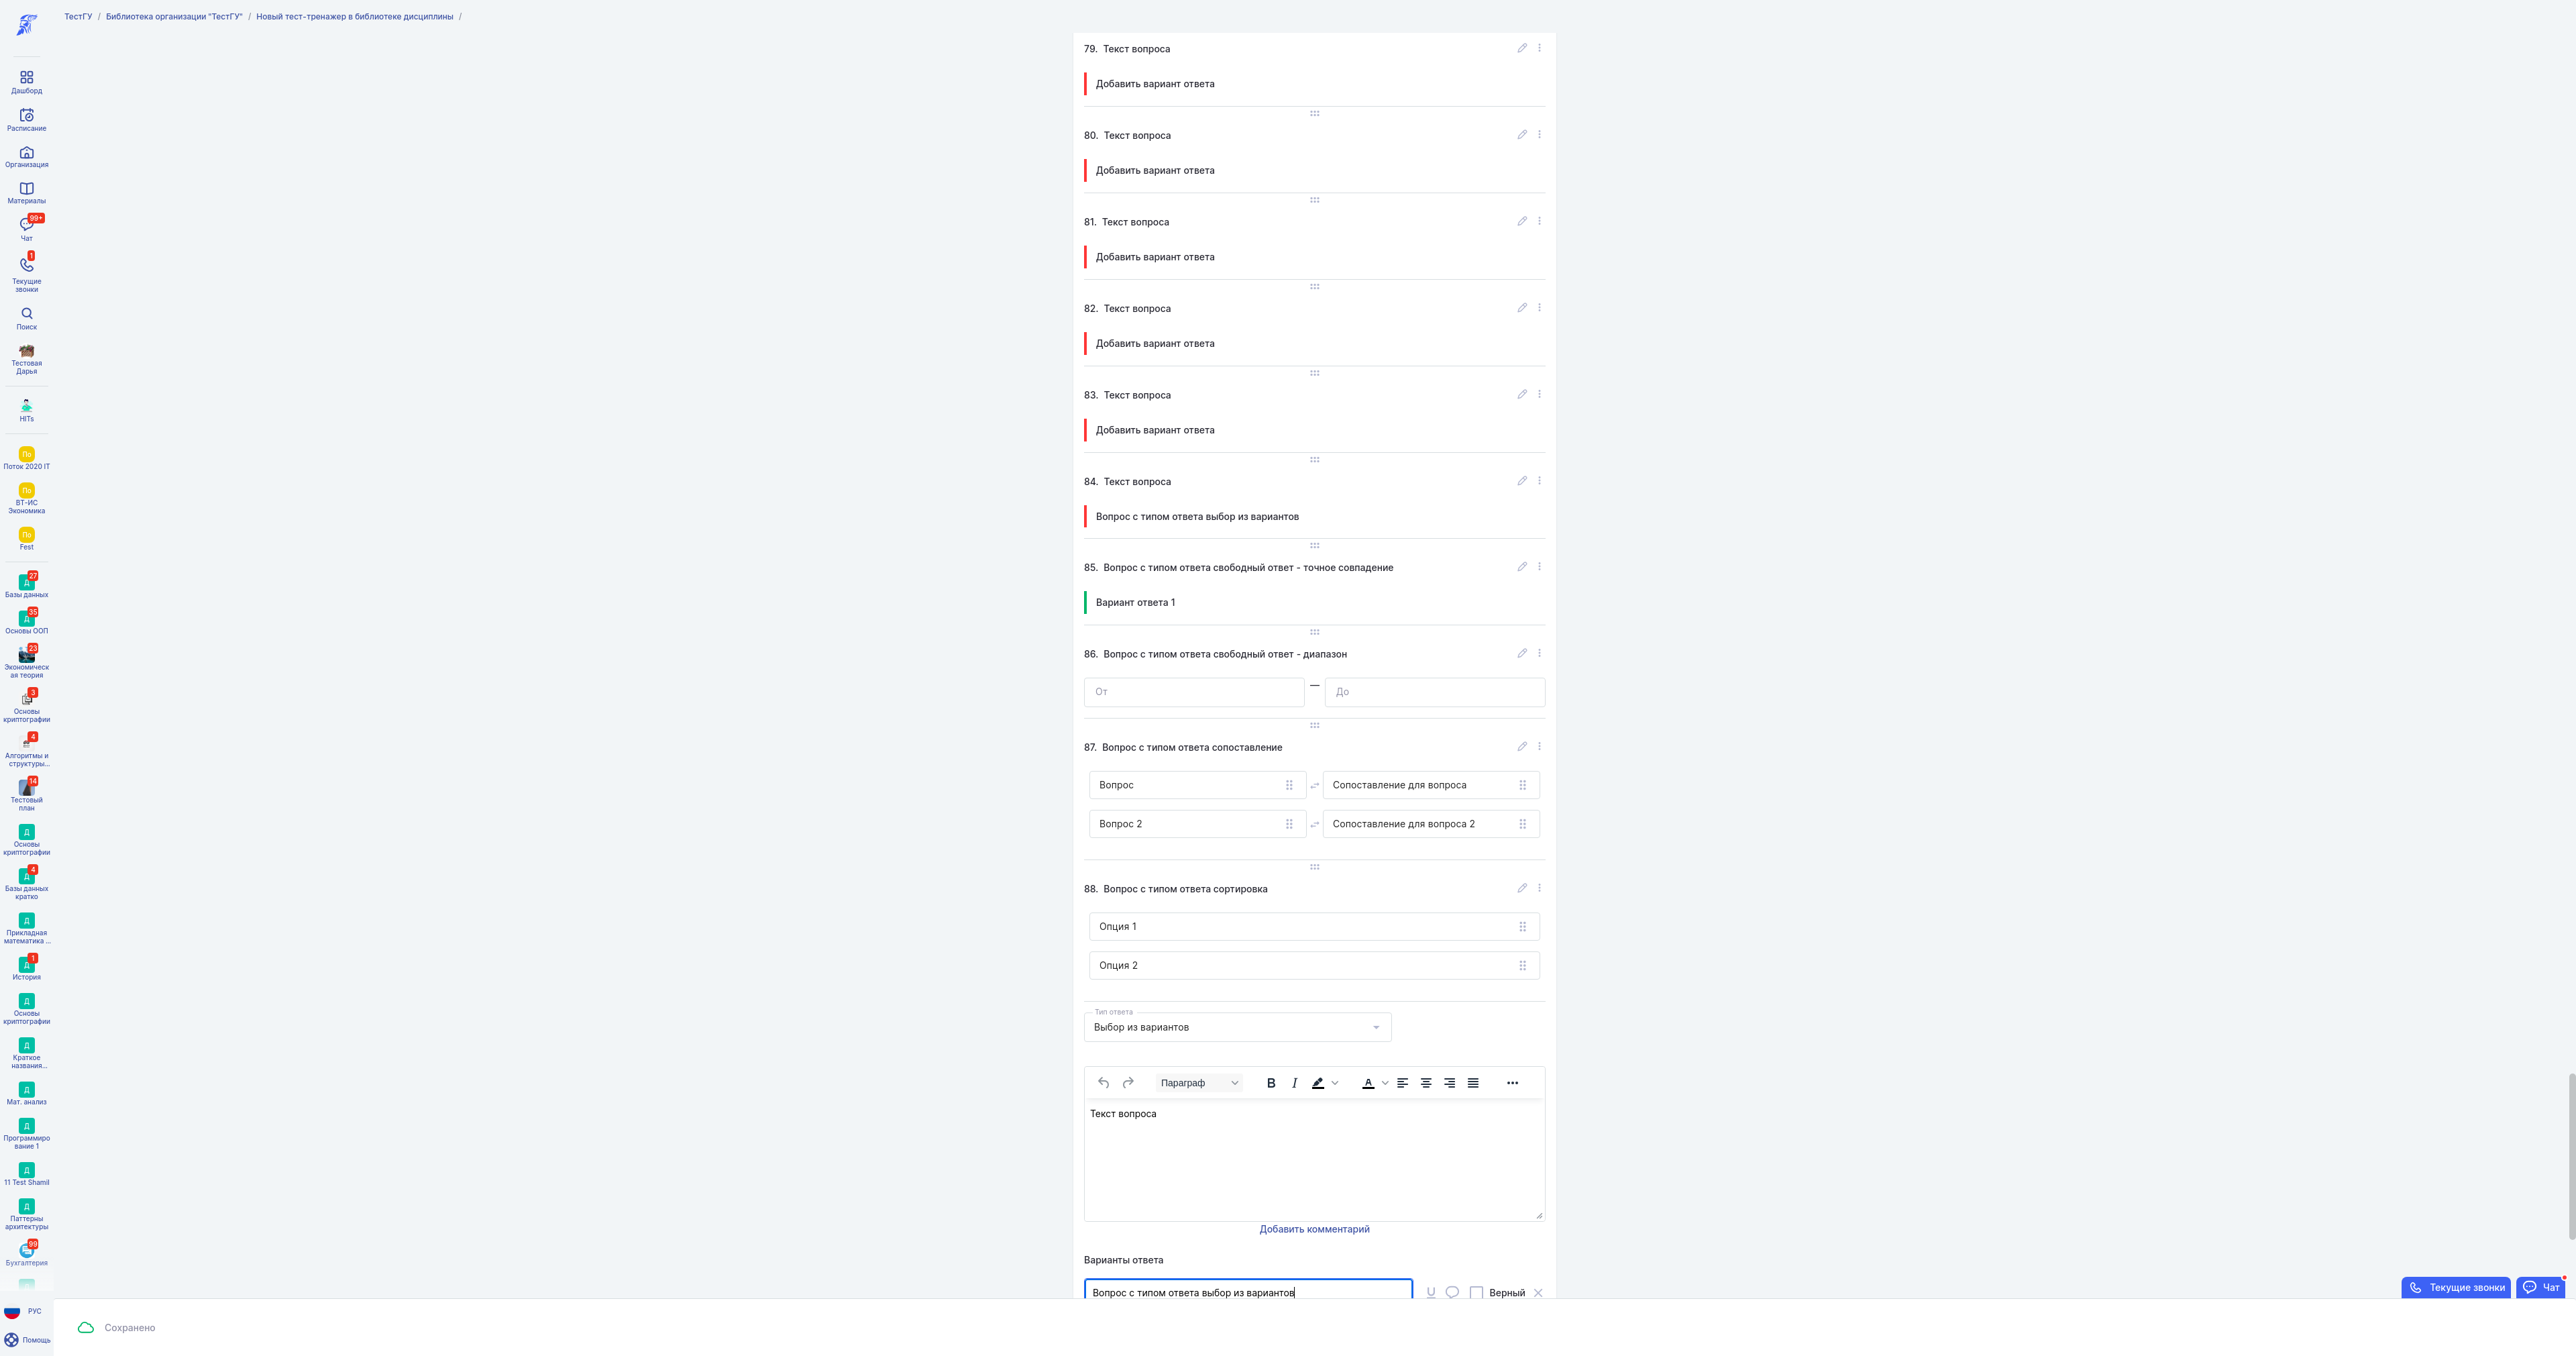 ТестГУ / Библиотека организации "ТестГУ" / Новый тест-тренажер в библиотеке дисциплины /
Дашборд
Расписание
Организация
Материалы
99+
Чат
1
Текущие
звонки
Поиск
Тестовая
Дарья
HITs
По
Поток 2020 IT
По
ВТ-ИС
Экономика
По
Fest
Д 27
Базы данных
Д 35
Основы ООП
23
Экономическ
ая теория
3
Основы
криптографии
4
Алгоритмы и
структуры...
14
Тестовый
план
Д
Основы
криптографии
Д 4
Базы данных
кратко
Д
Прикладная
математика ...
Д 1
История
Д
Основы
криптографии
Д
Краткое
названия...
Д
Мат. анализ
Д
Программиро
вание 1
Д
11 Test Shamil
Д
Паттерны
архитектуры
99
Бухгалтерия
РУС
Помощь
79. Текст вопроса
Добавить вариант ответа
80. Текст вопроса
Добавить вариант ответа
81. Текст вопроса
Добавить вариант ответа
82. Текст вопроса
Добавить вариант ответа
83. Текст вопроса
Добавить вариант ответа
84. Текст вопроса
Вопрос с типом ответа выбор из вариантов
85. Вопрос с типом ответа свободный ответ - точное совпадение
Вариант ответа 1
86. Вопрос с типом ответа свободный ответ - диапазон
От — До
87. Вопрос с типом ответа сопоставление
Вопрос Сопоставление для вопроса
Вопрос 2 Сопоставление для вопроса 2
88. Вопрос с типом ответа сортировка
Опция 1
Опция 2
Тип ответа
Выбор из вариантов
Параграф B I A
Текст вопроса
Добавить комментарий
Варианты ответа
Вопрос с типом ответа выбор из вариантов Верный
Текущие звонки Чат
Сохранено